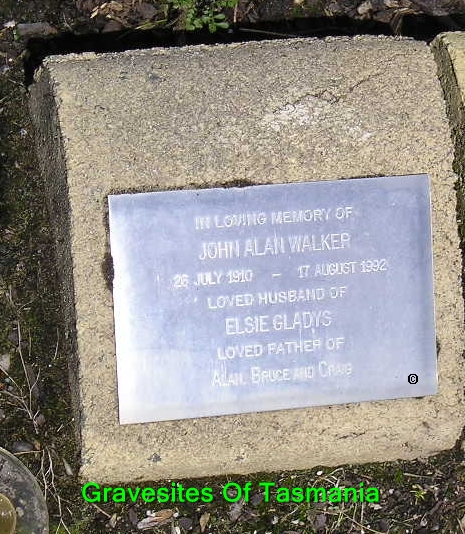 IN LOVING MEMORY OF
JOHN ALAN WALKER
26 JULY 1910 – 17 AUGUST 1992
LOVED HUSBAND OF
ELSIE GLADYS
LOVED FATHER OF
ALAN, BRUCE AND CRAIG
©
Gravesites Of Tasmania